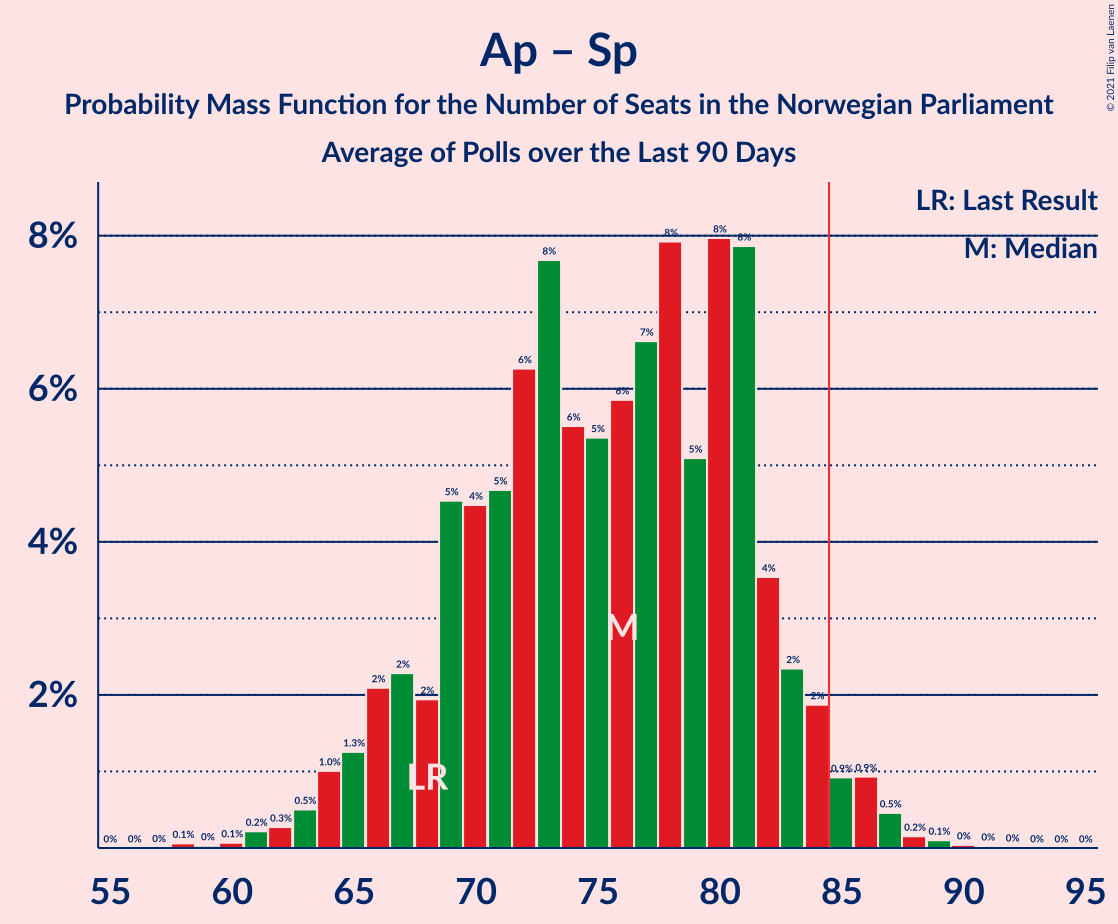 Ap – Sp
Probability Mass Function for the Number of Seats in the Norwegian Parliament
Average of Polls over the Last 90 Days
© 2021 Filip van Laenen
LR: Last Result
M: Median
8%
6%
4%
2%
0% 0% 0% 0.1% 0% 0.1% 0.2% 0.3% 0.5% 1.0% 1.3% 2% 2% 2% 5% 4% 5% 6% 8% 6% 5% 6% 7% 8% 5% 8% 8% 4% 2% 2% 0.9% 0.9% 0.5% 0.2% 0.1% 0% 0% 0% 0% 0% 0%
M
LR
55 60 65 70 75 80 85 90 95